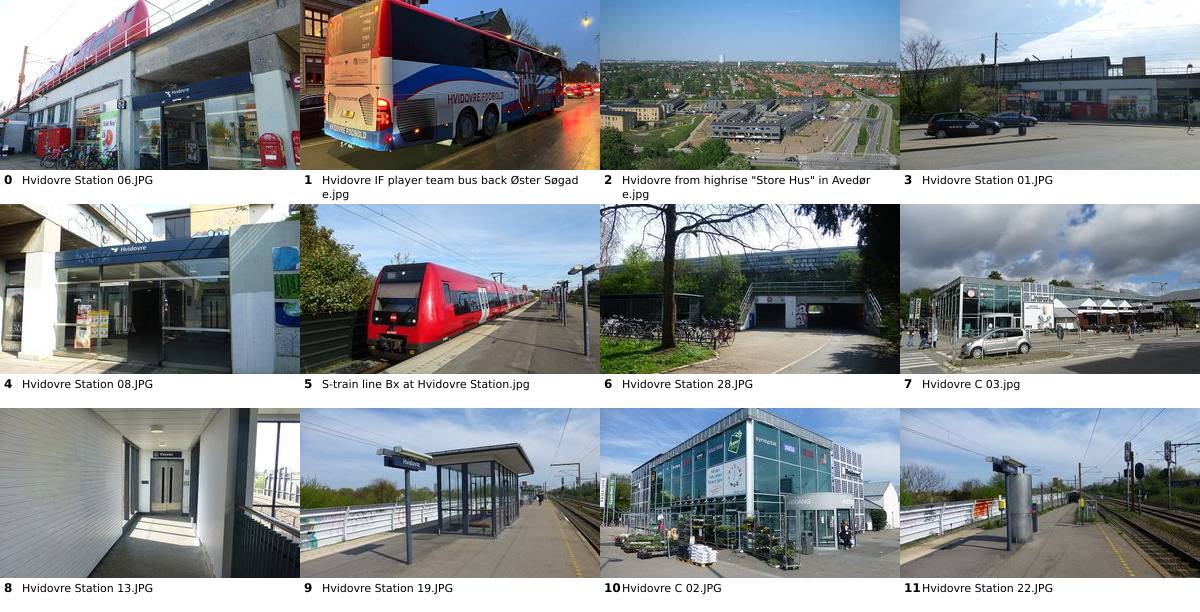 Hvidovre
0 Hvidovre Station 06.JPG
HVIDOVRE FODBOLD
HVIDOVRE FODBOLD
1 Hvidovre IF player team bus back Øster Søgad
e.jpg
2 Hvidovre from highrise "Store Hus" in Avedør
e.jpg
3 Hvidovre Station 01.JPG
Hvidovre
4 Hvidovre Station 08.JPG
5 S-train line Bx at Hvidovre Station.jpg
6 Hvidovre Station 28.JPG
7 Hvidovre C 03.jpg
8 Hvidovre Station 13.JPG
Hvidovre
9 Hvidovre Station 19.JPG
synoptik
INDGANG
10 Hvidovre C 02.JPG
11 Hvidovre Station 22.JPG